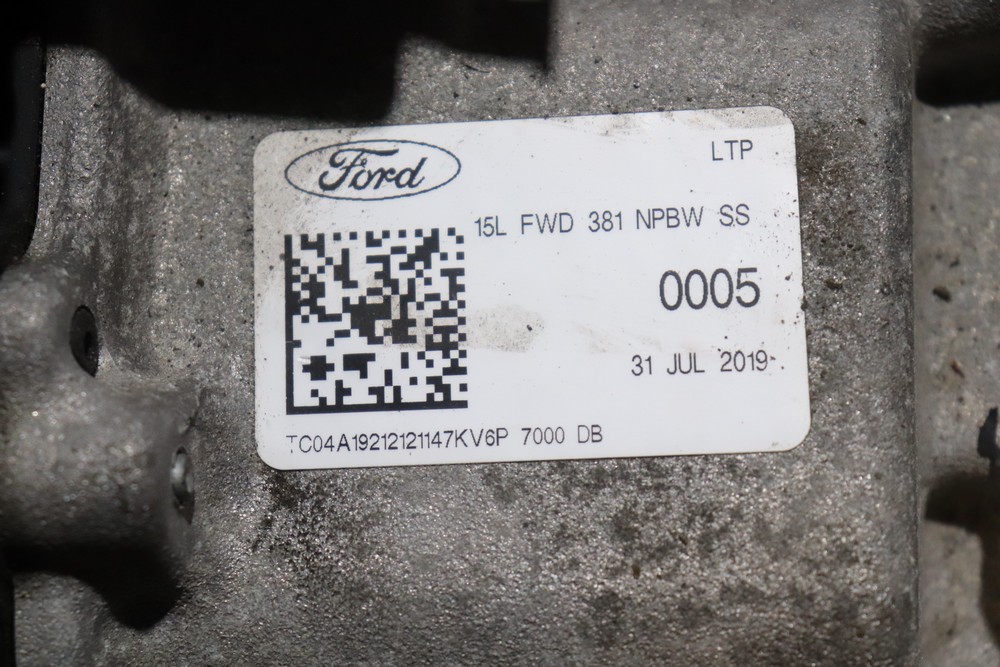 Ford
LTP
15L FWD 381 NPBW SS
0005
31 JUL 2019
TC04A19212121147KV6P 7000 DB